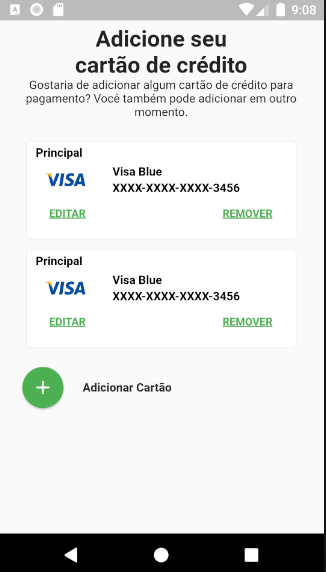 9:08
Adicione seu
cartão de crédito
Gostaria de adicionar algum cartão de crédito para
pagamento? Você também pode adicionar em outro
momento.
Principal
VISA
Visa Blue
XXXX-XXXX-XXXX-3456
EDITAR REMOVER
Principal
VISA
Visa Blue
XXXX-XXXX-XXXX-3456
EDITAR REMOVER
Adicionar Cartão